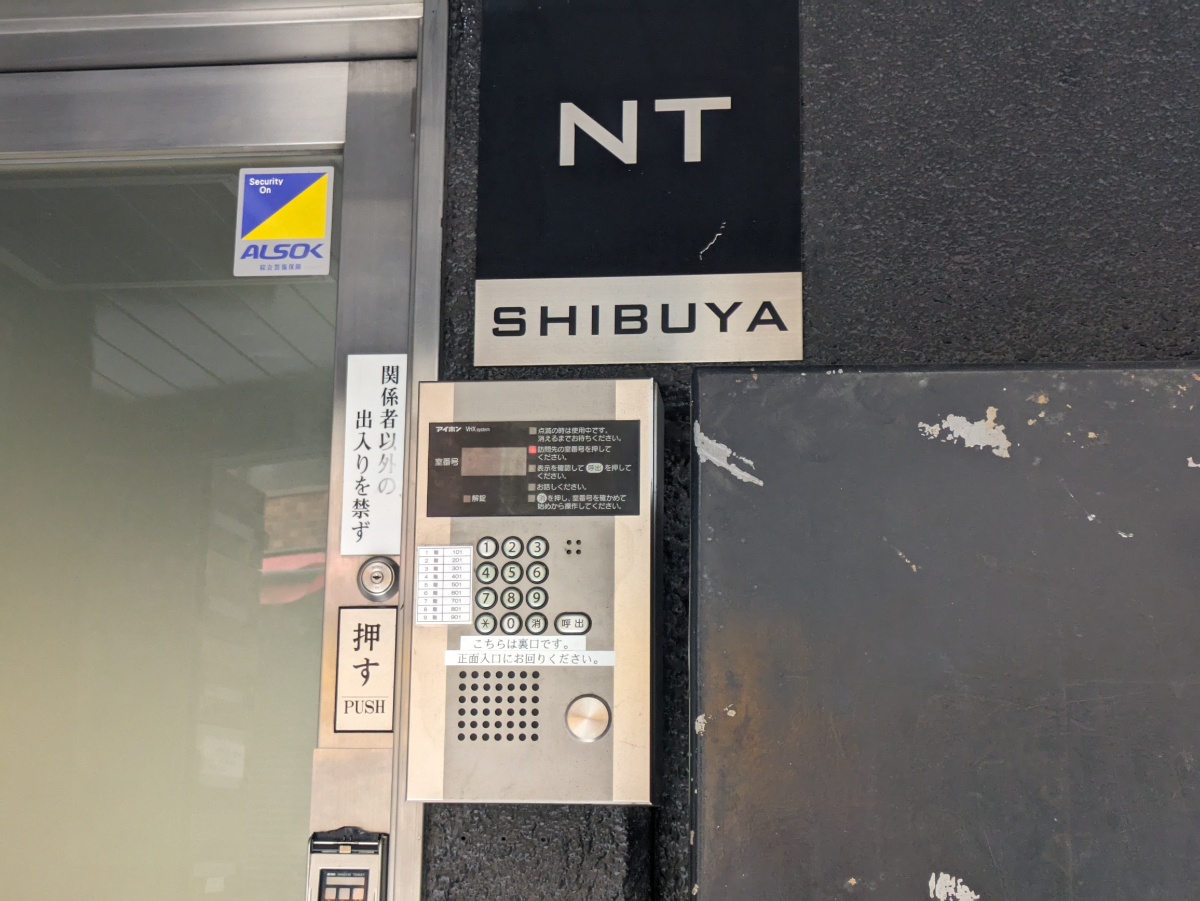 NT
SHIBUYA
Security
On
ALSOK
綜合警備保障
関係者以外の
出入りを禁ず
押す
PUSH
アイホン VHX system
室番号
解錠
点滅の時は使用中です。
消えるまでお待ちください。
訪問先の室番号を押して
ください。
表示を確認して 呼出 を押して
ください。
お話しください。
消 を押し、室番号を確かめて
始めから操作してください。
1 階 101
2 階 201
3 階 301
4 階 401
5 階 501
6 階 601
7 階 701
8 階 801
9 階 901
1 2 3
4 5 6
7 8 9
* 0 消 呼出
こちらは裏口です。
正面入口にお回りください。